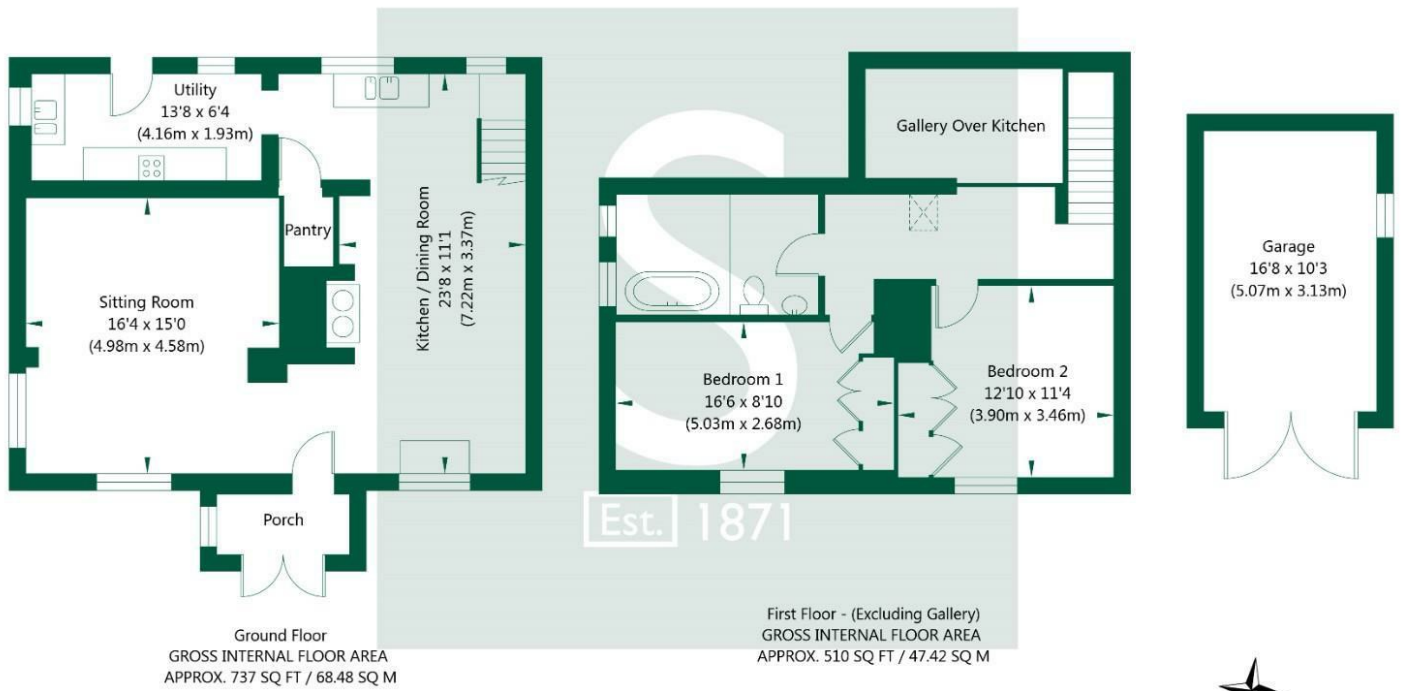 Utility
13'8 x 6'4
(4.16m x 1.93m)
Pantry
Kitchen / Dining Room
23'8 x 11'1
(7.22m x 3.37m)
Sitting Room
16'4 x 15'0
(4.98m x 4.58m)
Porch
Ground Floor
GROSS INTERNAL FLOOR AREA
APPROX. 737 SQ FT / 68.48 SQ M
Gallery Over Kitchen
Bedroom 1
16'6 x 8'10
(5.03m x 2.68m)
Bedroom 2
12'10 x 11'4
(3.90m x 3.46m)
First Floor - (Excluding Gallery)
GROSS INTERNAL FLOOR AREA
APPROX. 510 SQ FT / 47.42 SQ M
Garage
16'8 x 10'3
(5.07m x 3.13m)
S
Est. 1871